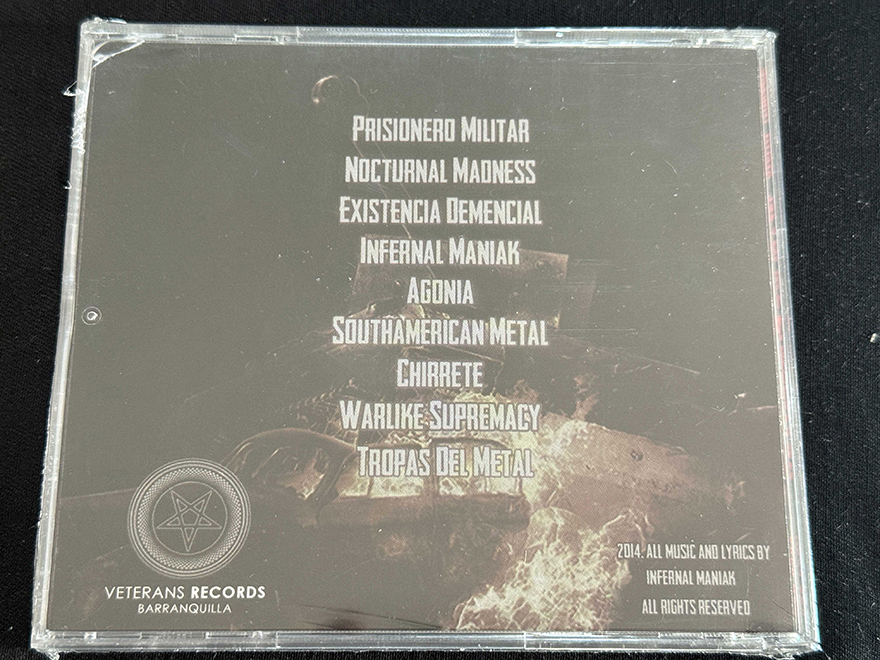 PRISIONERO MILITAR
NOCTURNAL MADNESS
EXISTENCIA DEMENCIAL
INFERNAL MANIAK
AGONIA
SOUTHAMERICAN METAL
CHIRRETE
WARLIKE SUPREMACY
TROPAS DEL METAL
VETERANS RECORDS
BARRANQUILLA
2014. ALL MUSIC AND LYRICS BY
INFERNAL MANIAK
ALL RIGHTS RESERVED